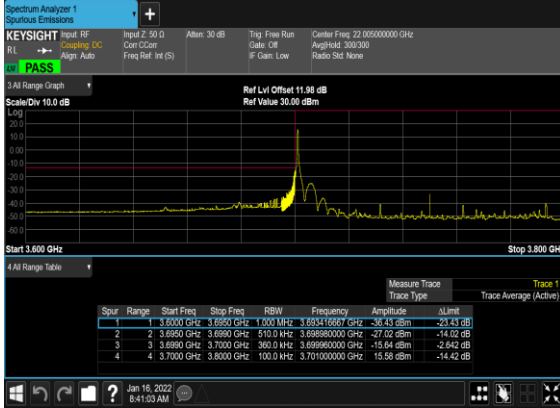 Spectrum Analyzer 1
Spurious Emissions
+
KEYSIGHT Input: RF Input Z: 50 Ω Atten: 30 dB Trig: Free Run Center Freq: 22.005000000 GHz
RL Coupling: DC Corr CCorr Gate: Off Avg|Hold: 300/300
Align: Auto Freq Ref: Int (S) IF Gain: Low Radio Std: None
PASS
3 All Range Graph Ref Lvl Offset 11.98 dB
Scale/Div 10.0 dB Ref Value 30.00 dBm
Log
20.0
10.0
0.00
-10.0
-20.0
-30.0
-40.0
-50.0
-60.0
Start 3.600 GHz Stop 3.800 GH
4 All Range Table
Measure Trace Trace 1
Trace Type Trace Average (Active)
Spur Range Start Freq Stop Freq RBW Frequency Amplitude ΔLimit
1 1 3.6000 GHz 3.6950 GHz 1.000 MHz 3.693416667 GHz -36.43 dBm -23.43 dB
2 2 3.6950 GHz 3.6990 GHz 510.0 kHz 3.698980000 GHz -27.02 dBm -14.02 dB
3 3 3.6990 GHz 3.7000 GHz 360.0 kHz 3.699960000 GHz -15.64 dBm -2.642 dB
4 4 3.7000 GHz 3.8000 GHz 100.0 kHz 3.701000000 GHz 15.58 dBm -14.42 dB
? Jan 16, 2022
8:41:03 AM